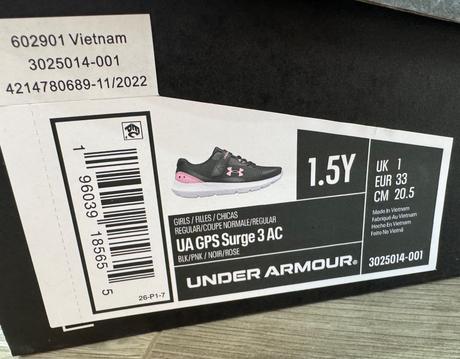 602901 Vietnam
3025014-001
4214780689-11/2022
1 96039 18565 5
26-P1-7
GIRLS / FILLES / CHICAS
REGULAR/COUPE NORMALE/REGULAR
UA GPS Surge 3 AC
BLK/PNK / NOIR/ROSE
UNDER ARMOUR®
1.5Y
UK 1
EUR 33
CM 20.5
Made in Vietnam
Fabriqué Au Vietnam
Hecho En Vietnam
Feito No Vietnã
3025014-001